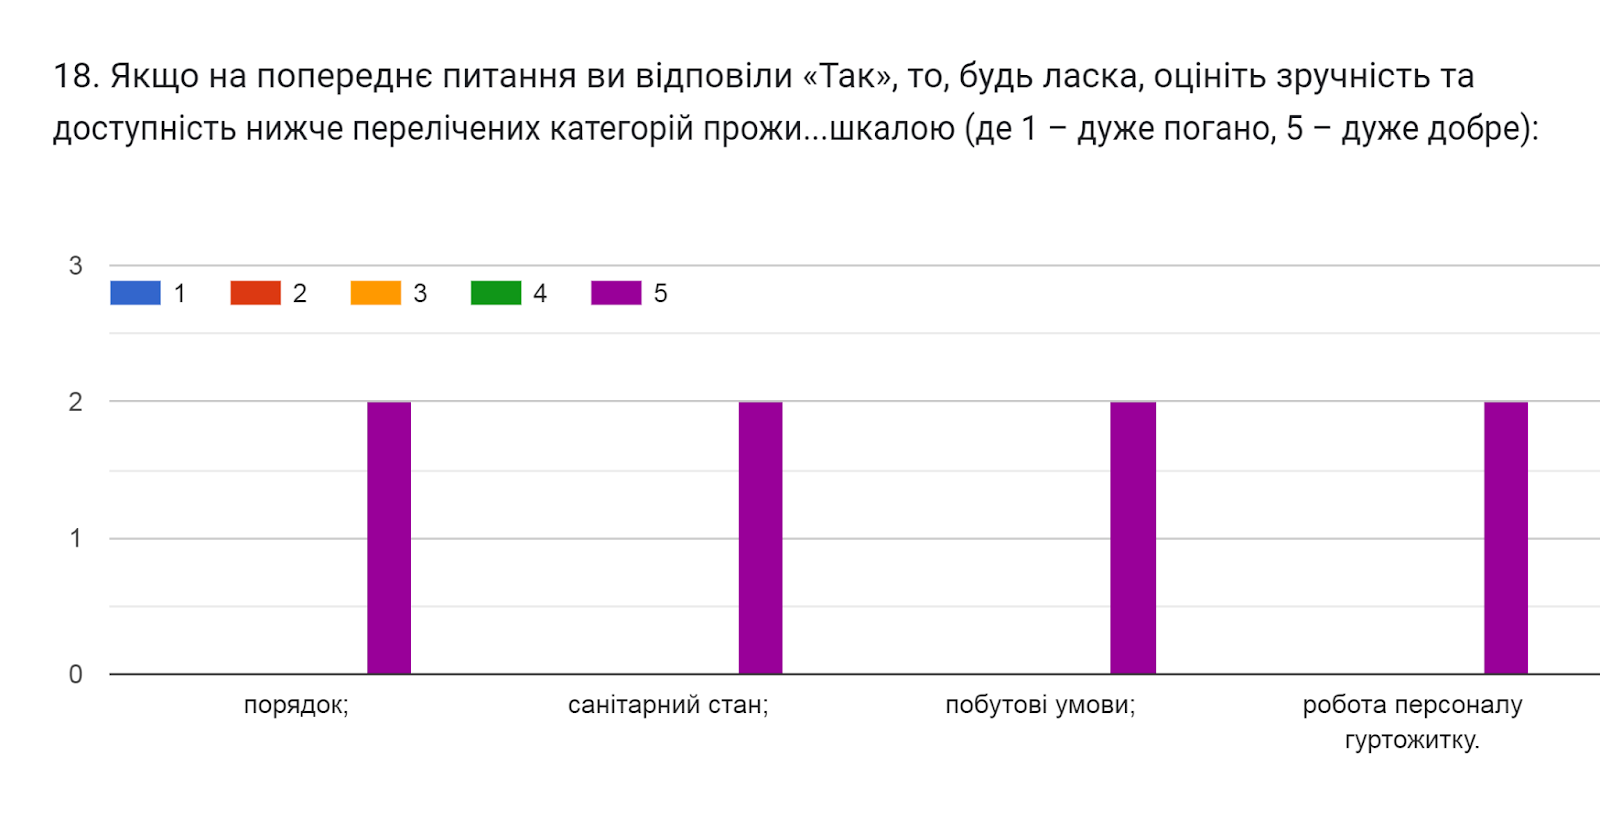 18. Якщо на попереднє питання ви відповіли «Так», то, будь ласка, оцініть зручність та
доступність нижче перелічених категорій прожи...шкалою (де 1 – дуже погано, 5 – дуже добре):
3
1 2 3 4 5
2
1
0
порядок; санітарний стан; побутові умови; робота персоналу
гуртожитку.